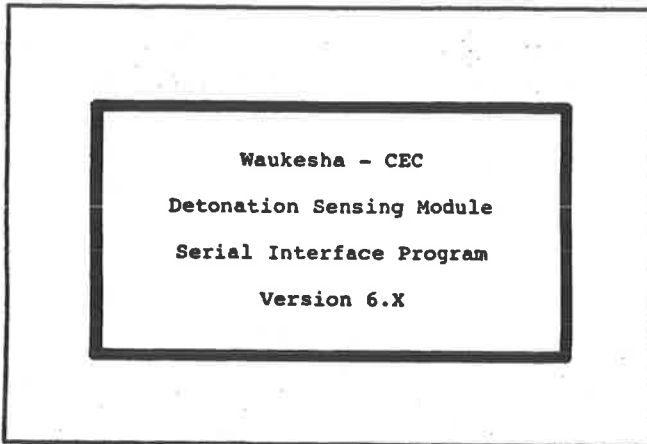 Waukesha - CEC
Detonation Sensing Module
Serial Interface Program
Version 6.X